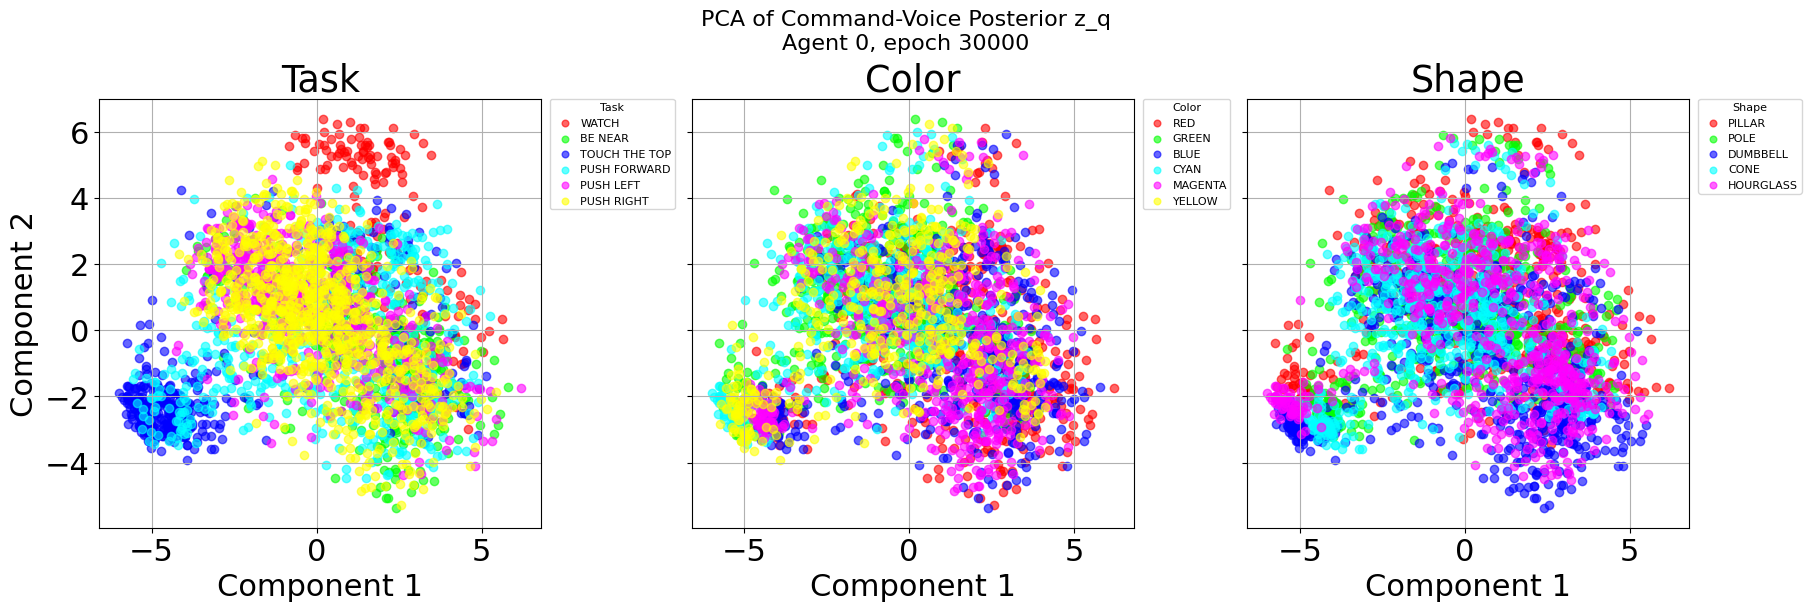 PCA of Command-Voice Posterior z_q
Agent 0, epoch 30000
Task
6
4
2
0
−2
−4
Component 2
−5 0 5
Component 1
Task
WATCH
BE NEAR
TOUCH THE TOP
PUSH FORWARD
PUSH LEFT
PUSH RIGHT
Color
−5 0 5
Component 1
Color
RED
GREEN
BLUE
CYAN
MAGENTA
YELLOW
Shape
−5 0 5
Component 1
Shape
PILLAR
POLE
DUMBBELL
CONE
HOURGLASS